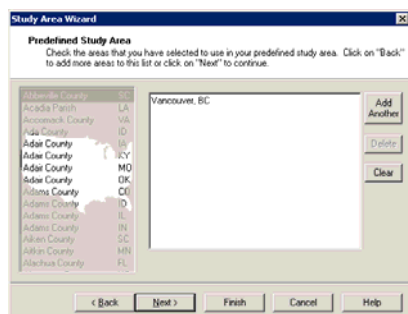 Study Area Wizard
Predefined Study Area
Check the areas that you have selected to use in your predefined study area. Click on "Back"
to add more areas to this list or click on "Next" to continue.
Abbeville County SC
Acadia Parish LA
Accomack County VA
Ada County ID
Adair County IA
Adair County KY
Adair County MO
Adair County OK
Adams County CO
Adams County ID
Adams County IL
Adams County IN
Aiken County SC
Aitkin County MN
Alachua County FL
Vancouver, BC
Add
Another
Delete
Clear
< Back
Next >
Finish
Cancel
Help